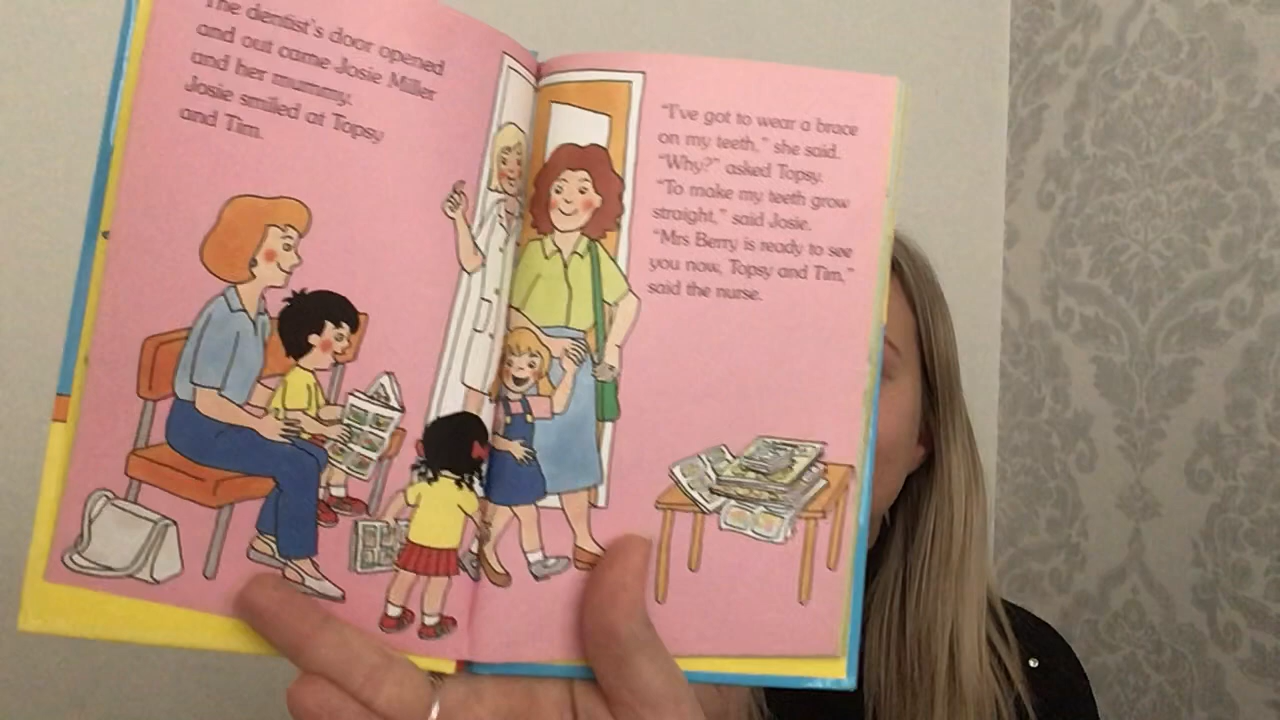 The dentist's door opened
and out came Josie Miller
and her mummy.
Josie smiled at Topsy
and Tim.
"I've got to wear a brace
on my teeth," she said.
"Why?" asked Topsy.
"To make my teeth grow
straight," said Josie.
"Mrs Berry is ready to see
you now, Topsy and Tim,"
said the nurse.